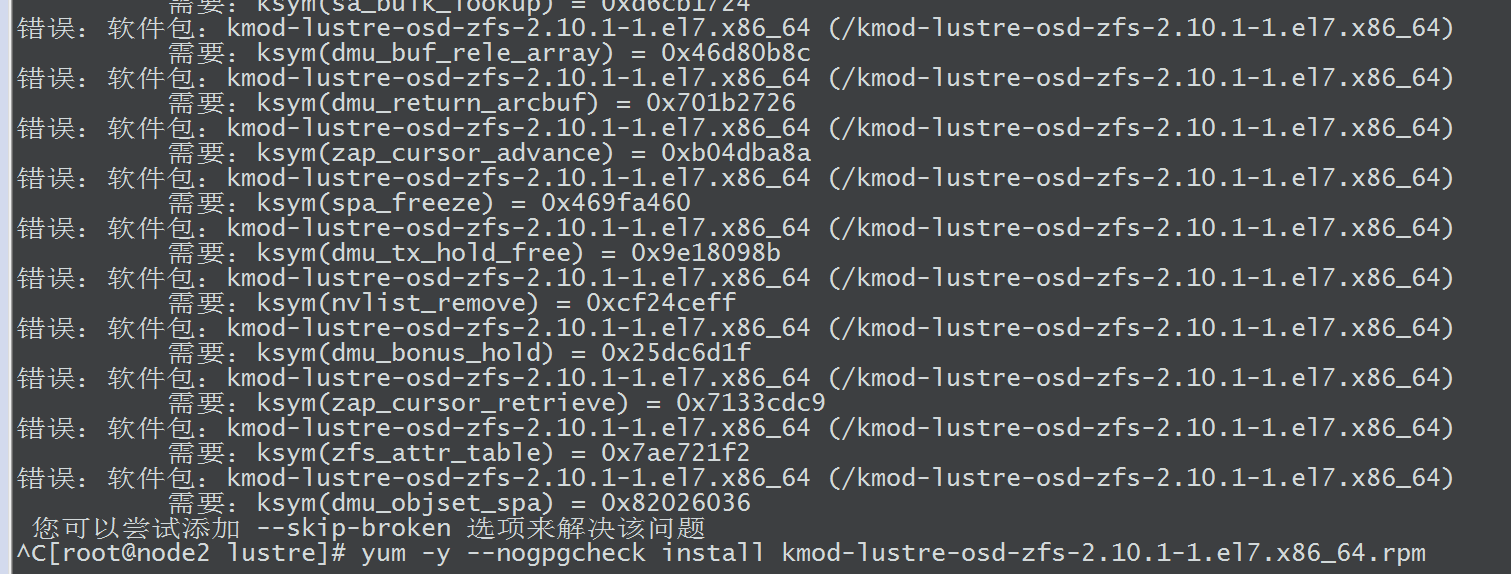 需要：ksym(sa_bulk_lookup) = 0xd6cb1724
错误：软件包：kmod-lustre-osd-zfs-2.10.1-1.el7.x86_64 (/kmod-lustre-osd-zfs-2.10.1-1.el7.x86_64)
需要：ksym(dmu_buf_rele_array) = 0x46d80b8c
错误：软件包：kmod-lustre-osd-zfs-2.10.1-1.el7.x86_64 (/kmod-lustre-osd-zfs-2.10.1-1.el7.x86_64)
需要：ksym(dmu_return_arcbuf) = 0x701b2726
错误：软件包：kmod-lustre-osd-zfs-2.10.1-1.el7.x86_64 (/kmod-lustre-osd-zfs-2.10.1-1.el7.x86_64)
需要：ksym(zap_cursor_advance) = 0xb04dba8a
错误：软件包：kmod-lustre-osd-zfs-2.10.1-1.el7.x86_64 (/kmod-lustre-osd-zfs-2.10.1-1.el7.x86_64)
需要：ksym(spa_freeze) = 0x469fa460
错误：软件包：kmod-lustre-osd-zfs-2.10.1-1.el7.x86_64 (/kmod-lustre-osd-zfs-2.10.1-1.el7.x86_64)
需要：ksym(dmu_tx_hold_free) = 0x9e18098b
错误：软件包：kmod-lustre-osd-zfs-2.10.1-1.el7.x86_64 (/kmod-lustre-osd-zfs-2.10.1-1.el7.x86_64)
需要：ksym(nvlist_remove) = 0xcf24ceff
错误：软件包：kmod-lustre-osd-zfs-2.10.1-1.el7.x86_64 (/kmod-lustre-osd-zfs-2.10.1-1.el7.x86_64)
需要：ksym(dmu_bonus_hold) = 0x25dc6d1f
错误：软件包：kmod-lustre-osd-zfs-2.10.1-1.el7.x86_64 (/kmod-lustre-osd-zfs-2.10.1-1.el7.x86_64)
需要：ksym(zap_cursor_retrieve) = 0x7133cdc9
错误：软件包：kmod-lustre-osd-zfs-2.10.1-1.el7.x86_64 (/kmod-lustre-osd-zfs-2.10.1-1.el7.x86_64)
需要：ksym(zfs_attr_table) = 0x7ae721f2
错误：软件包：kmod-lustre-osd-zfs-2.10.1-1.el7.x86_64 (/kmod-lustre-osd-zfs-2.10.1-1.el7.x86_64)
需要：ksym(dmu_objset_spa) = 0x82026036
您可以尝试添加 --skip-broken 选项来解决该问题
^C[root@node2 lustre]# yum -y --nogpgcheck install kmod-lustre-osd-zfs-2.10.1-1.el7.x86_64.rpm